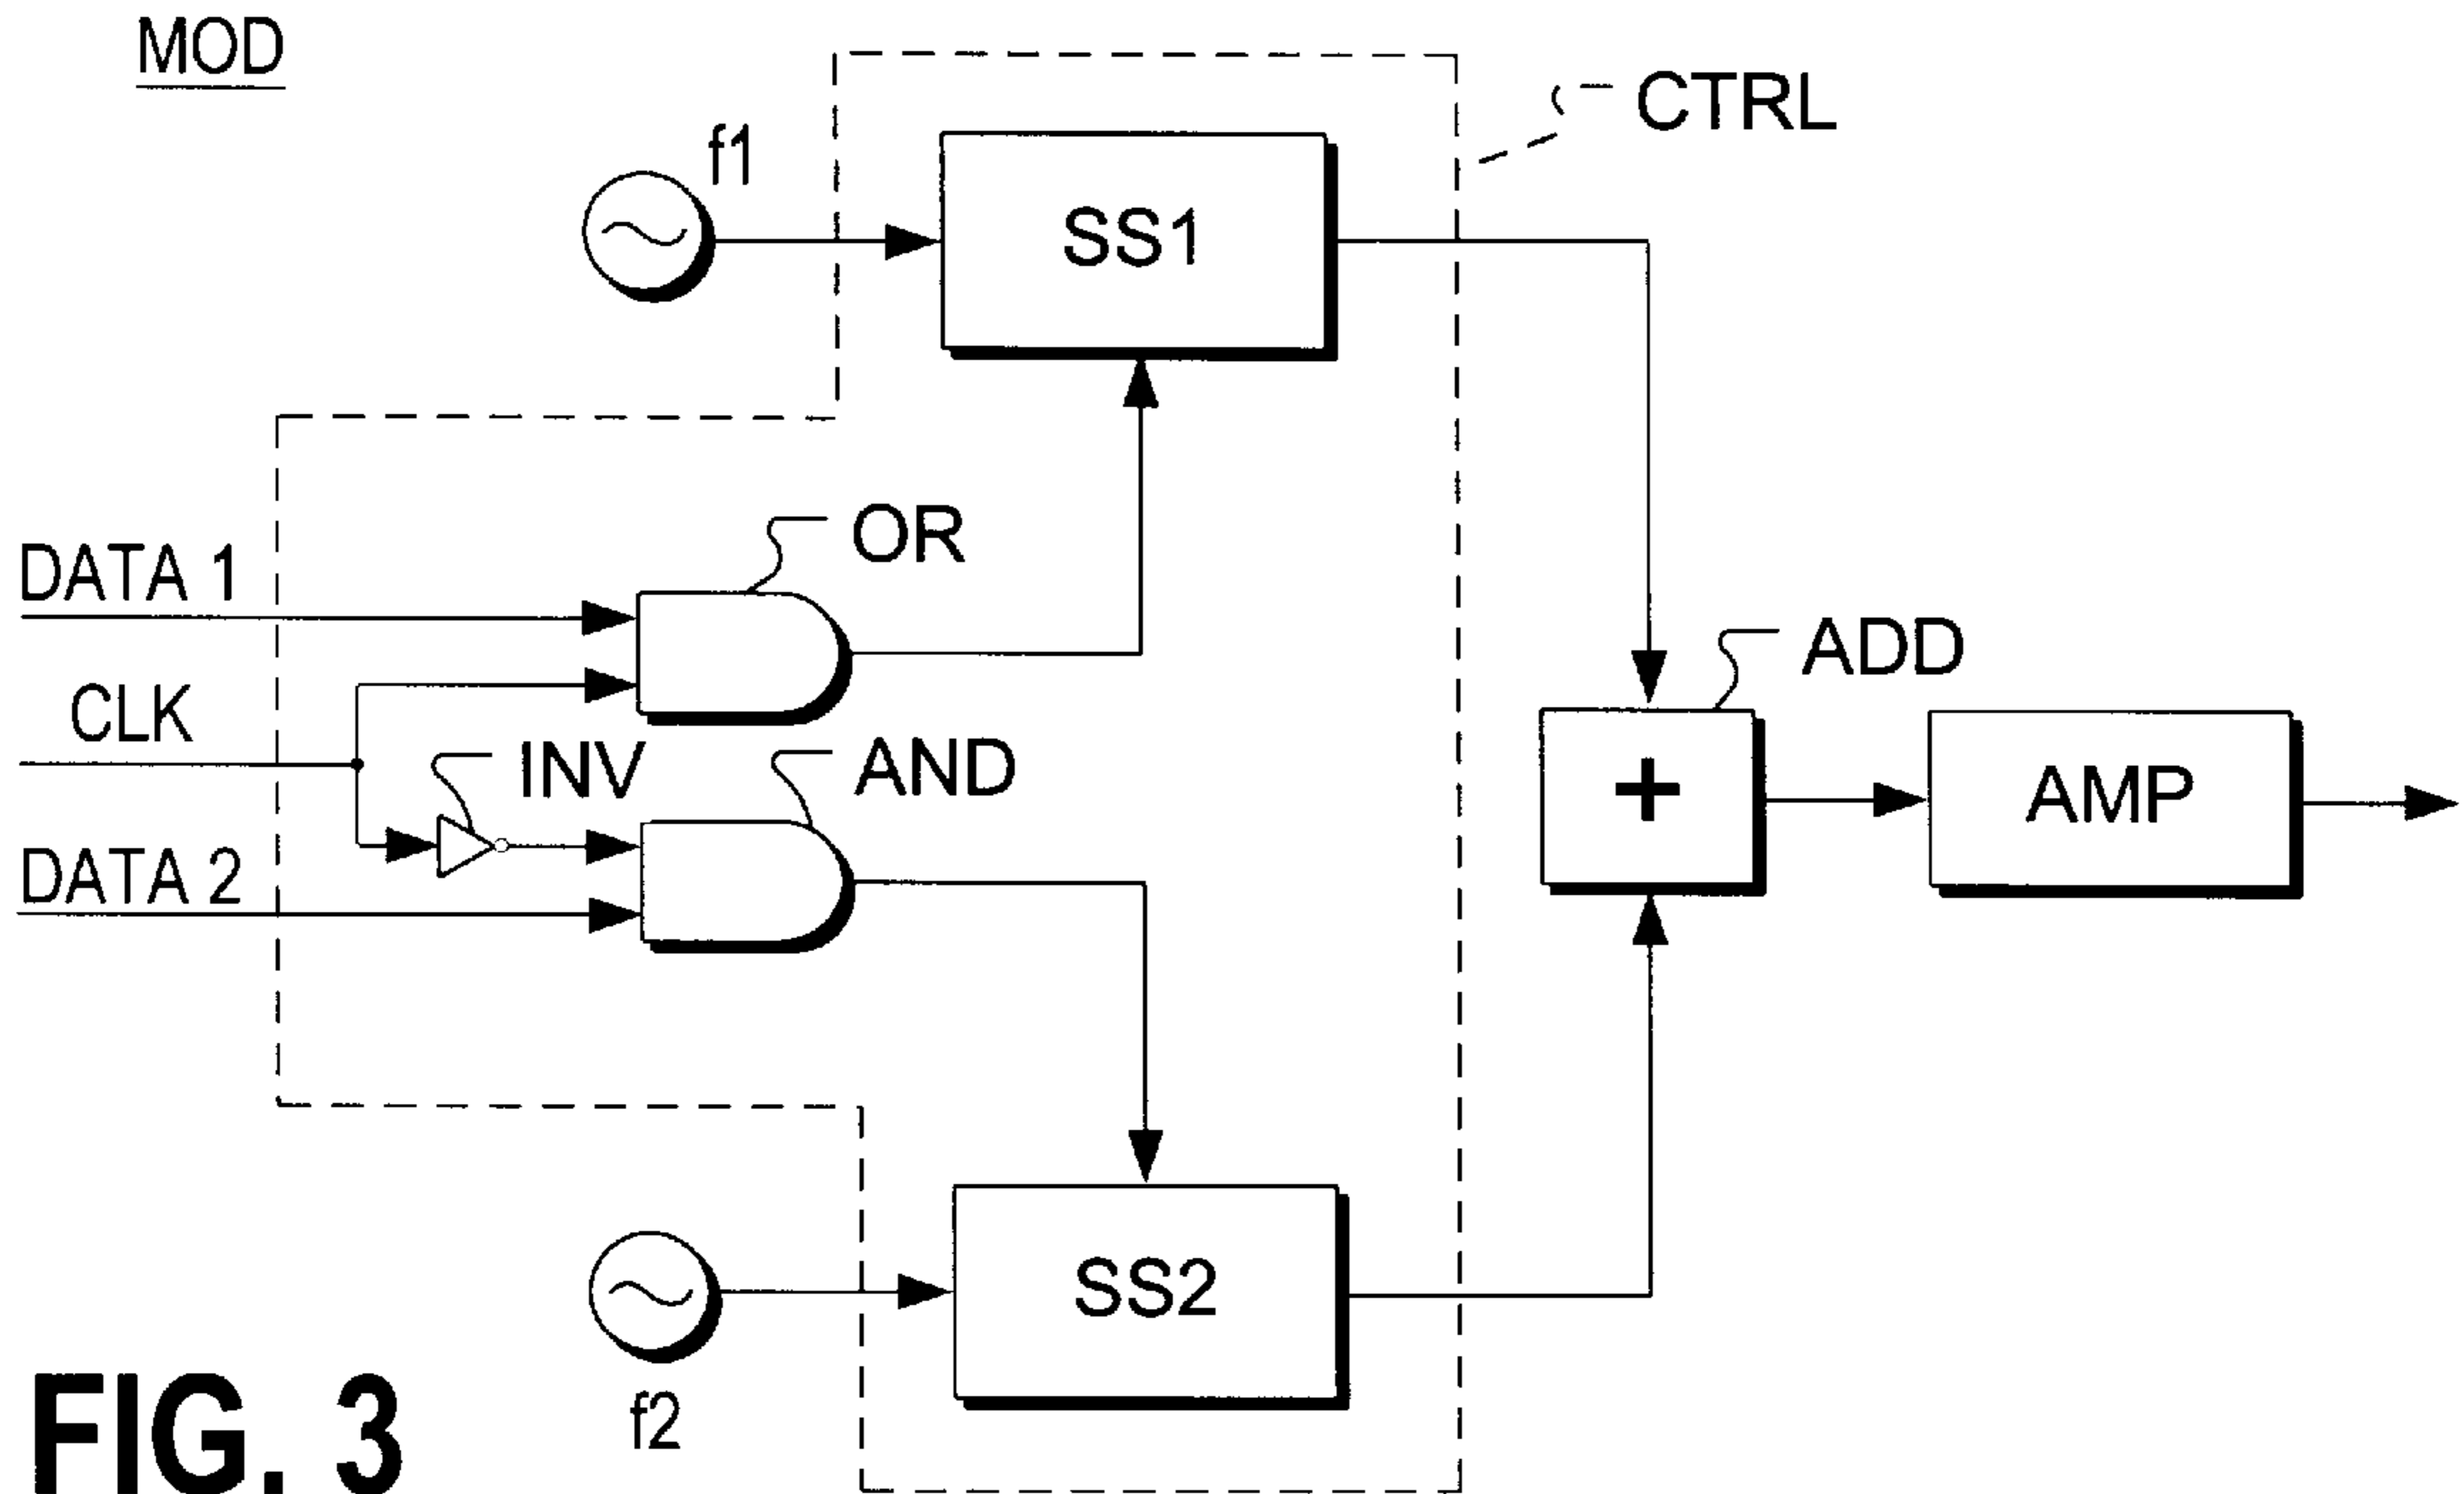 MOD
CTRL
f1
SS1
OR
DATA 1
ADD
CLK
INV
AND
+
AMP
DATA 2
SS2
f2
FIG. 3